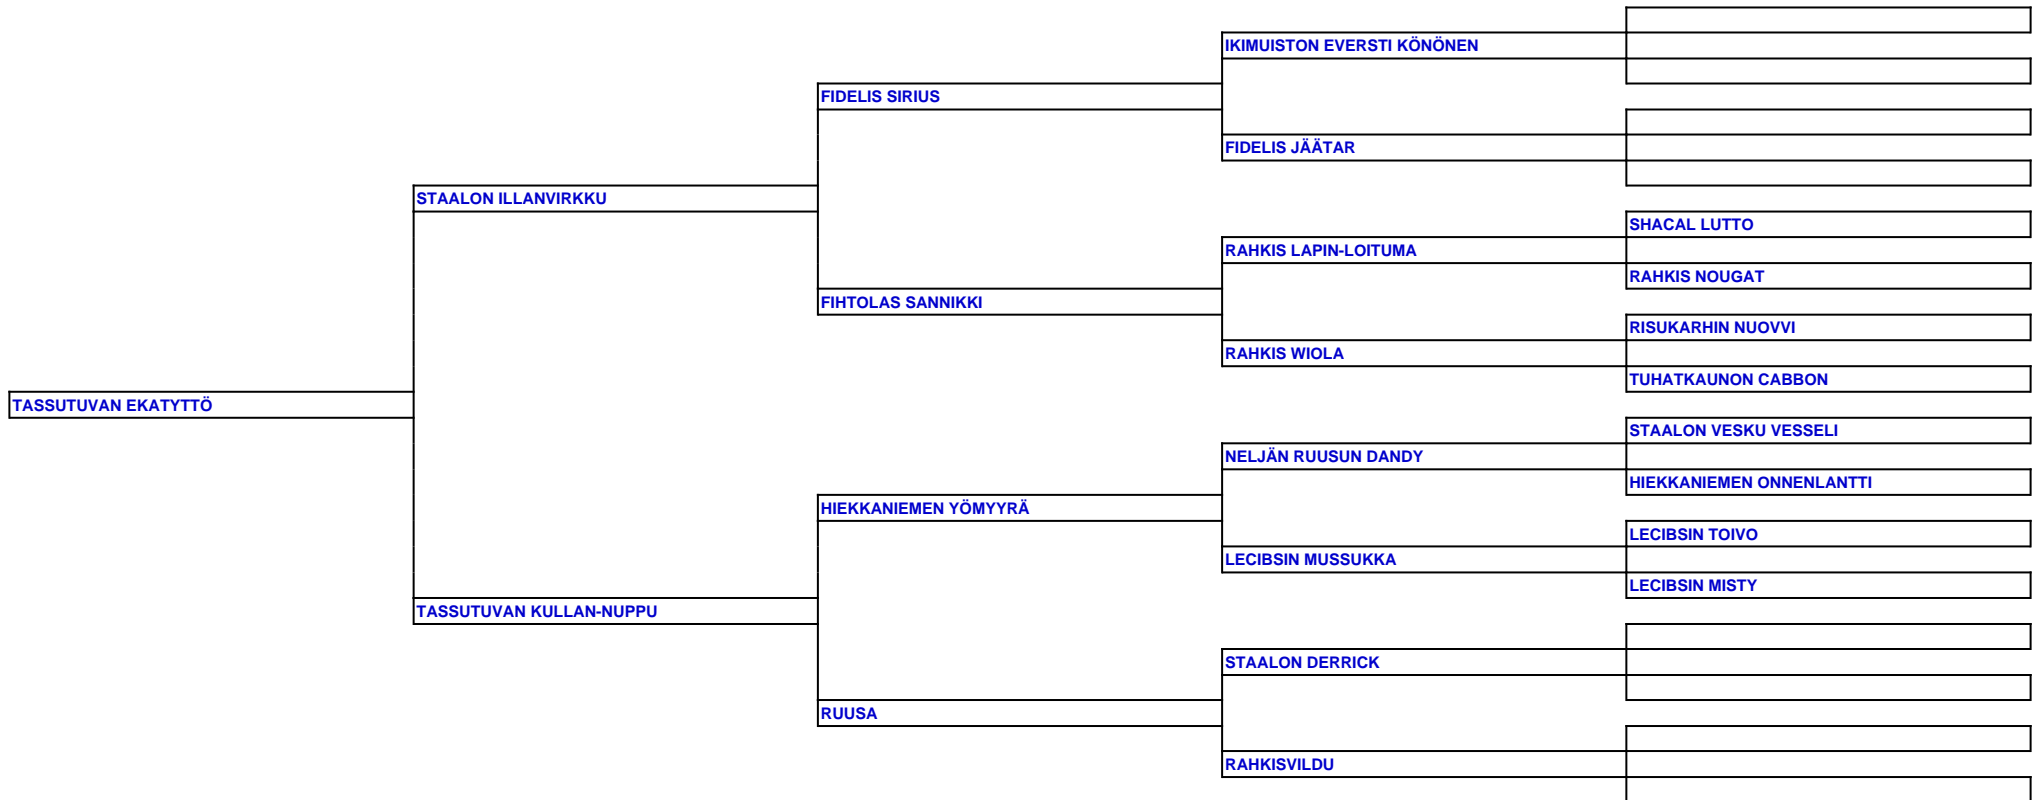 IKIMUISTON EVERSTI KÖNÖNEN
FIDELIS SIRIUS
FIDELIS JÄÄTAR
STAALON ILLANVIRKKU
SHACAL LUTTO
RAHKIS LAPIN-LOITUMA
RAHKIS NOUGAT
FIHTOLAS SANNIKKI
RISUKARHIN NUOVVI
RAHKIS WIOLA
TUHATKAUNON CABBON
TASSUTUVAN EKATYTTÖ
STAALON VESKU VESSELI
NELJÄN RUUSUN DANDY
HIEKKANIEMEN ONNENLANTTI
HIEKKANIEMEN YÖMYYRÄ
LECIBSIN TOIVO
LECIBSIN MUSSUKKA
LECIBSIN MISTY
TASSUTUVAN KULLAN-NUPPU
STAALON DERRICK
RUUSA
RAHKISVILDU